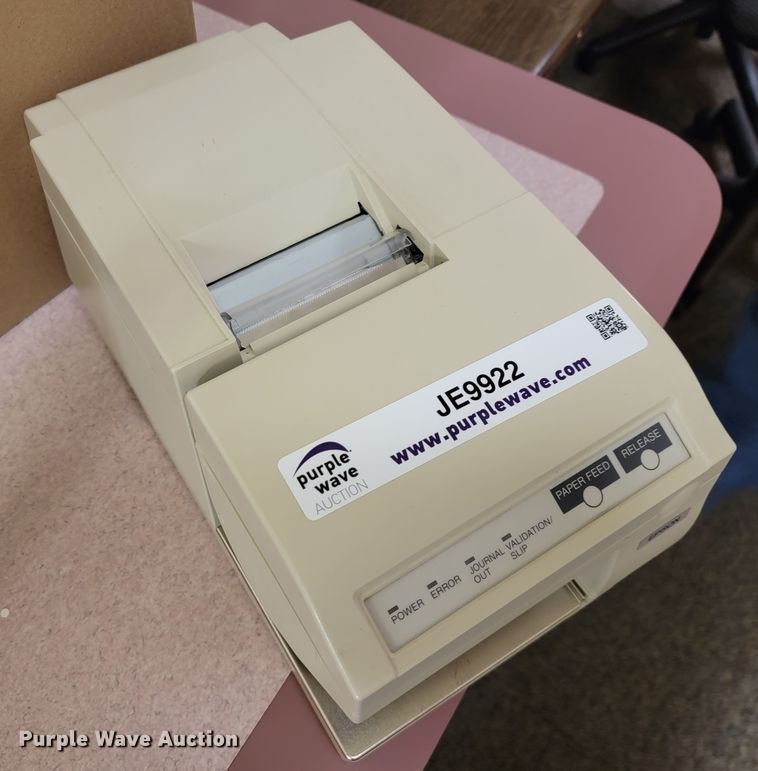 JE9922
www.purplewave.com
purple
wave
AUCTION
PAPER FEED
RELEASE
POWER
ERROR
JOURNAL
OUT
VALIDATION/
SLIP
EPSON
Purple Wave Auction